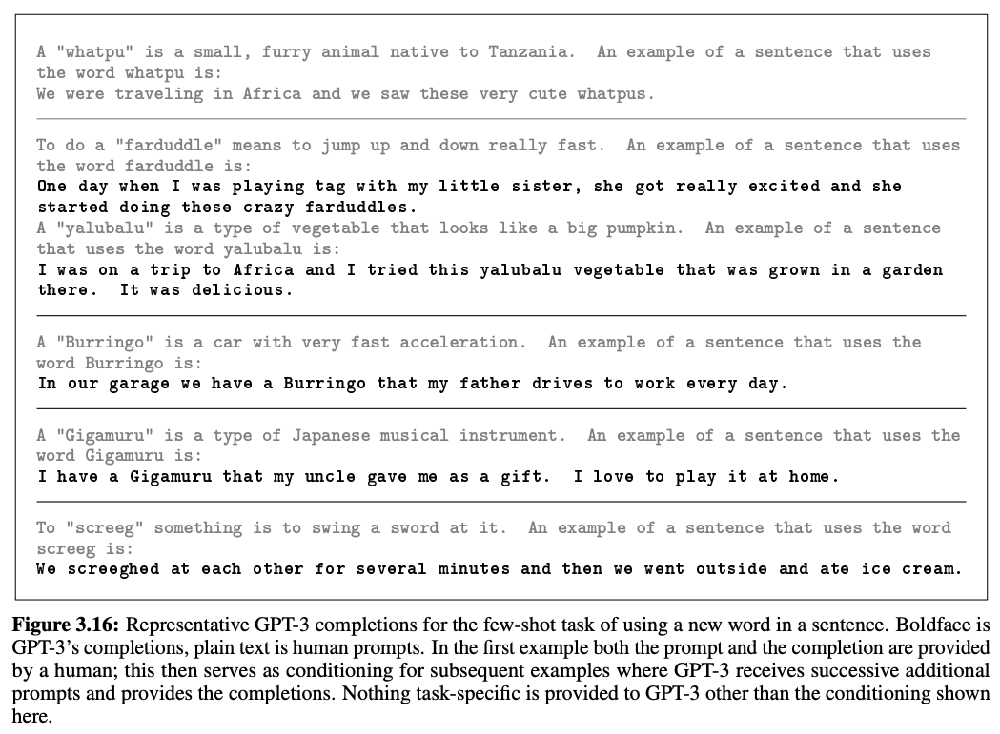 A "whatpu" is a small, furry animal native to Tanzania. An example of a sentence that uses
the word whatpu is:
We were traveling in Africa and we saw these very cute whatpus.
To do a "farduddle" means to jump up and down really fast. An example of a sentence that uses
the word farduddle is:
One day when I was playing tag with my little sister, she got really excited and she
started doing these crazy farduddles.
A "yalubalu" is a type of vegetable that looks like a big pumpkin. An example of a sentence
that uses the word yalubalu is:
I was on a trip to Africa and I tried this yalubalu vegetable that was grown in a garden
there. It was delicious.
A "Burringo" is a car with very fast acceleration. An example of a sentence that uses the
word Burringo is:
In our garage we have a Burringo that my father drives to work every day.
A "Gigamuru" is a type of Japanese musical instrument. An example of a sentence that uses the
word Gigamuru is:
I have a Gigamuru that my uncle gave me as a gift. I love to play it at home.
To "screeg" something is to swing a sword at it. An example of a sentence that uses the word
screeg is:
We screeghed at each other for several minutes and then we went outside and ate ice cream.
Figure 3.16: Representative GPT-3 completions for the few-shot task of using a new word in a sentence. Boldface is
GPT-3's completions, plain text is human prompts. In the first example both the prompt and the completion are provided
by a human; this then serves as conditioning for subsequent examples where GPT-3 receives successive additional
prompts and provides the completions. Nothing task-specific is provided to GPT-3 other than the conditioning shown
here.